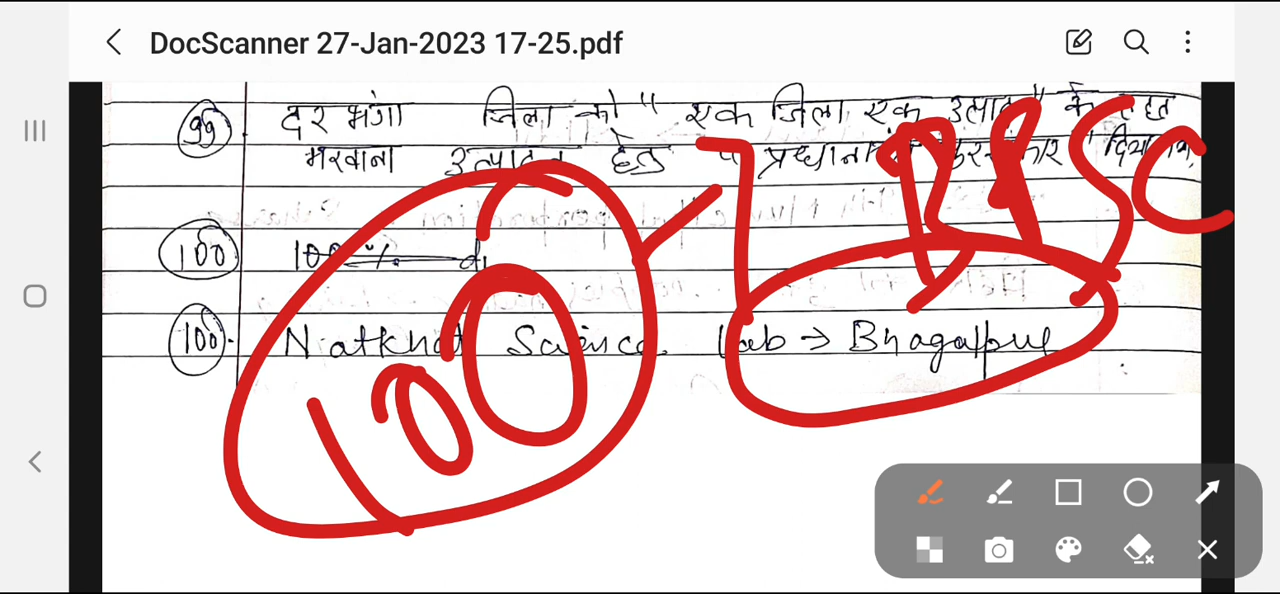 DocScanner 27-Jan-2023 17-25.pdf
99. दरभंगा जिला को "एक जिला एक उत्पाद" के तहत
मखाना उत्पादन हेतु प्रधानमंत्री पुरस्कार दिया
BPSC
100 100%
100. Natkhat Science Lab → Bhagalpur
100